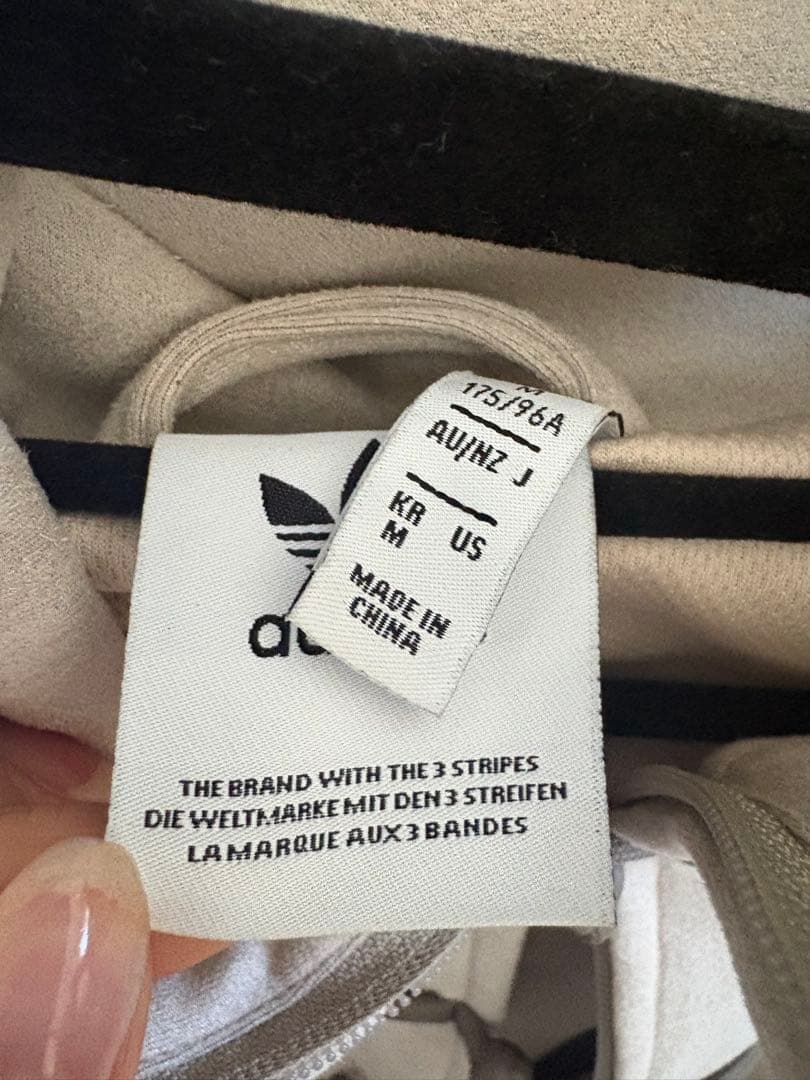 175/96A
AU/NZ J
KR US
M
MADE IN
CHINA
THE BRAND WITH THE 3 STRIPES
DIE WELTMARKE MIT DEN 3 STREIFEN
LA MARQUE AUX 3 BANDES